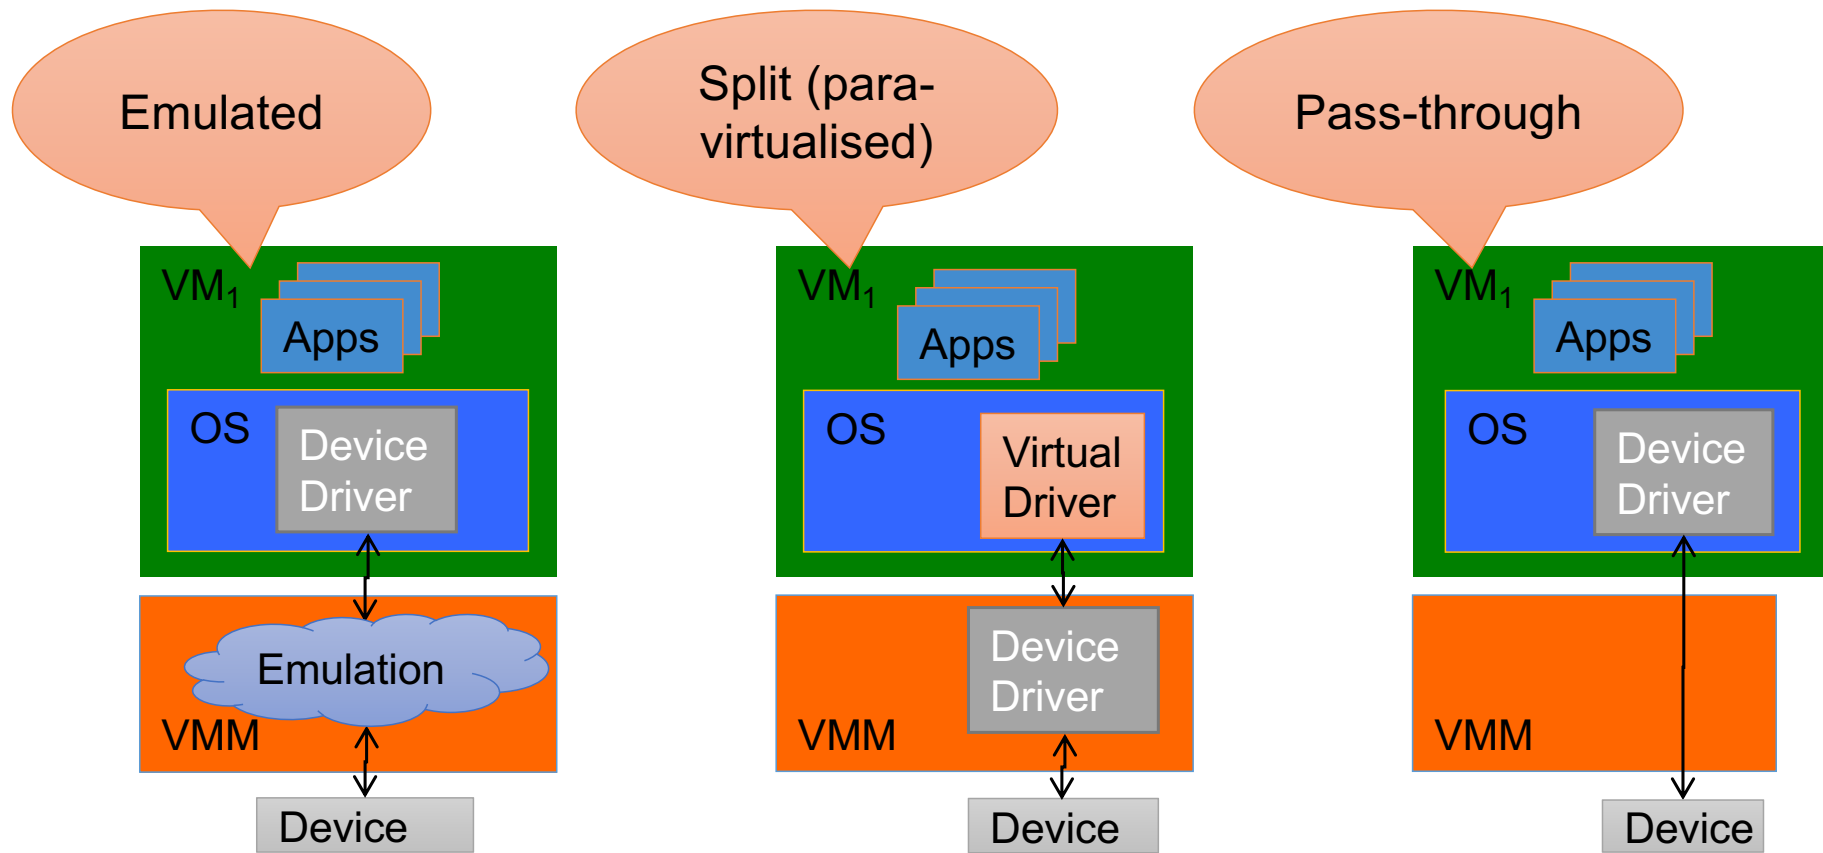 Emulated
Split (para-
virtualised)
Pass-through
VM₁
Apps
OS
Device
Driver
Emulation
VMM
Device
VM₁
Apps
OS
Virtual
Driver
Device
Driver
VMM
Device
VM₁
Apps
OS
Device
Driver
VMM
Device